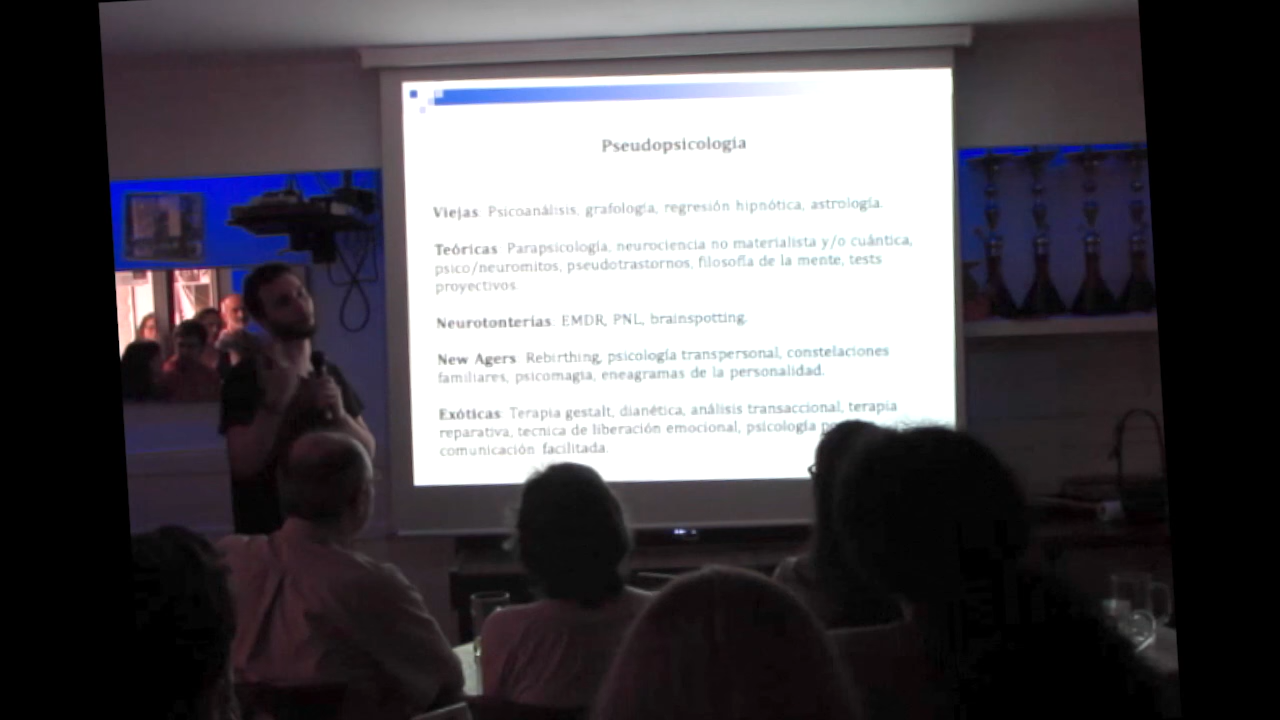 Pseudopsicologia
Viejas: Psicoanálisis, grafología, regresión hipnótica, astrología.
Teóricas: Parapsicología, neurociencia no materialista y/o cuántica,
psico/neuromitos, pseudotrastornos, filosofía de la mente, tests
proyectivos.
Neurotonterías: EMDR, PNL, brainspotting.
New Agers: Rebirthing, psicología transpersonal, constelaciones
familiares, psicomagia, eneagramas de la personalidad.
Exóticas: Terapia gestalt, dianética, análisis transaccional, terapia
reparativa, tecnica de liberación emocional, psicología
comunicación facilitada.